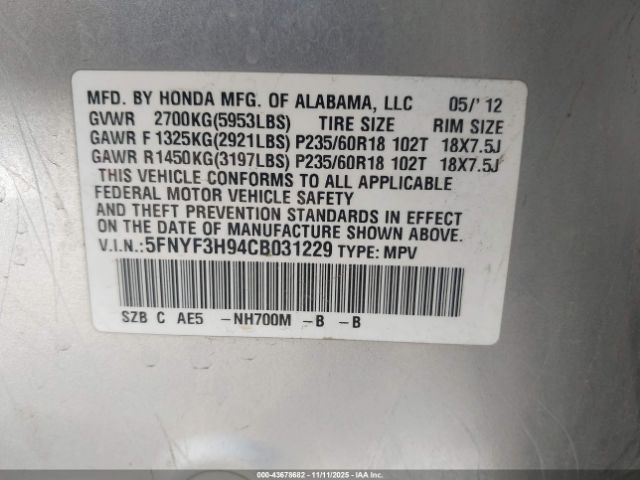 MFD. BY HONDA MFG. OF ALABAMA, LLC 05/' 12
GVWR 2700KG(5953LBS) TIRE SIZE RIM SIZE
GAWR F 1325KG(2921LBS) P235/60R18 102T 18X7.5J
GAWR R1450KG(3197LBS) P235/60R18 102T 18X7.5J
THIS VEHICLE CONFORMS TO ALL APPLICABLE
FEDERAL MOTOR VEHICLE SAFETY
AND THEFT PREVENTION STANDARDS IN EFFECT
ON THE DATE OF MANUFACTURE SHOWN ABOVE.
V.I.N.:5FNYF3H94CB031229 TYPE: MPV
SZB C AE5 -NH700M -B -B
000-43678682 - 11/11/2025 - COPYRIGHT IAA, LLC.